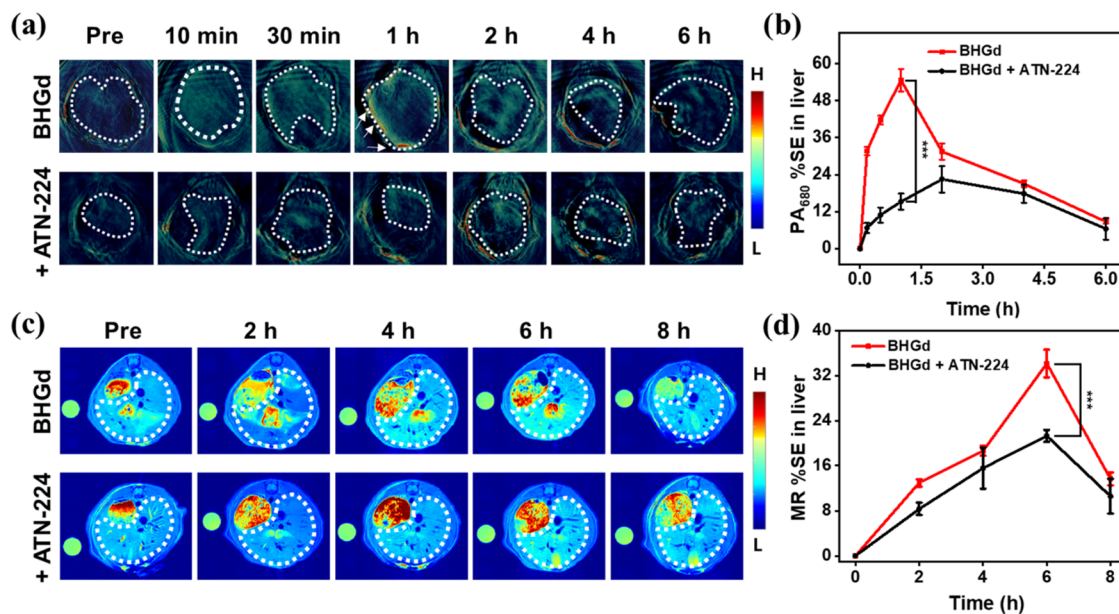 (a)
Pre 10 min 30 min 1 h 2 h 4 h 6 h
BHGd
+ ATN-224
H
L
(b)
BHGd
BHGd + ATN-224
PA680 %SE in liver
60
48
36
24
12
0
***
0.0 1.5 3.0 4.5 6.0
Time (h)
(c)
Pre 2 h 4 h 6 h 8 h
BHGd
+ ATN-224
H
L
(d)
BHGd
BHGd + ATN-224
MR %SE in liver
40
32
24
16
8
0
***
0 2 4 6 8
Time (h)